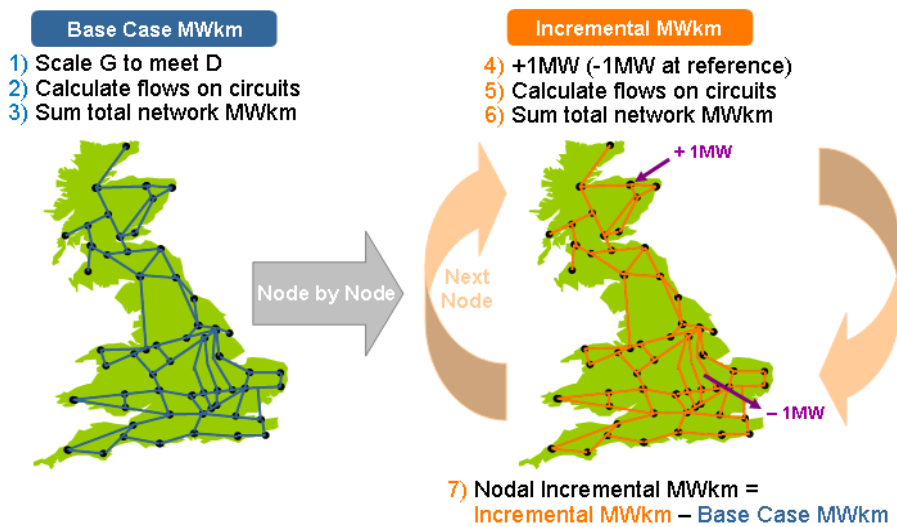 Base Case MWkm
1) Scale G to meet D
2) Calculate flows on circuits
3) Sum total network MWkm
Incremental MWkm
4) +1MW (-1MW at reference)
5) Calculate flows on circuits
6) Sum total network MWkm
+ 1MW
Node by Node
Next
Node
– 1MW
7) Nodal Incremental MWkm =
Incremental MWkm – Base Case MWkm